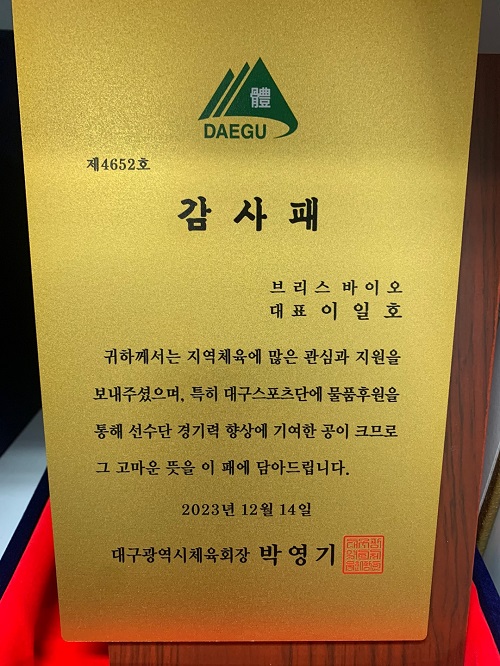 體
DAEGU
제4652호
감사패
브리스 바이오
대표 이일호
귀하께서는 지역체육에 많은 관심과 지원을
보내주셨으며, 특히 대구스포츠단에 물품후원을
통해 선수단 경기력 향상에 기여한 공이 크므로
그 고마운 뜻을 이 패에 담아드립니다.
2023년 12월 14일
대구광역시체육회장 박영기